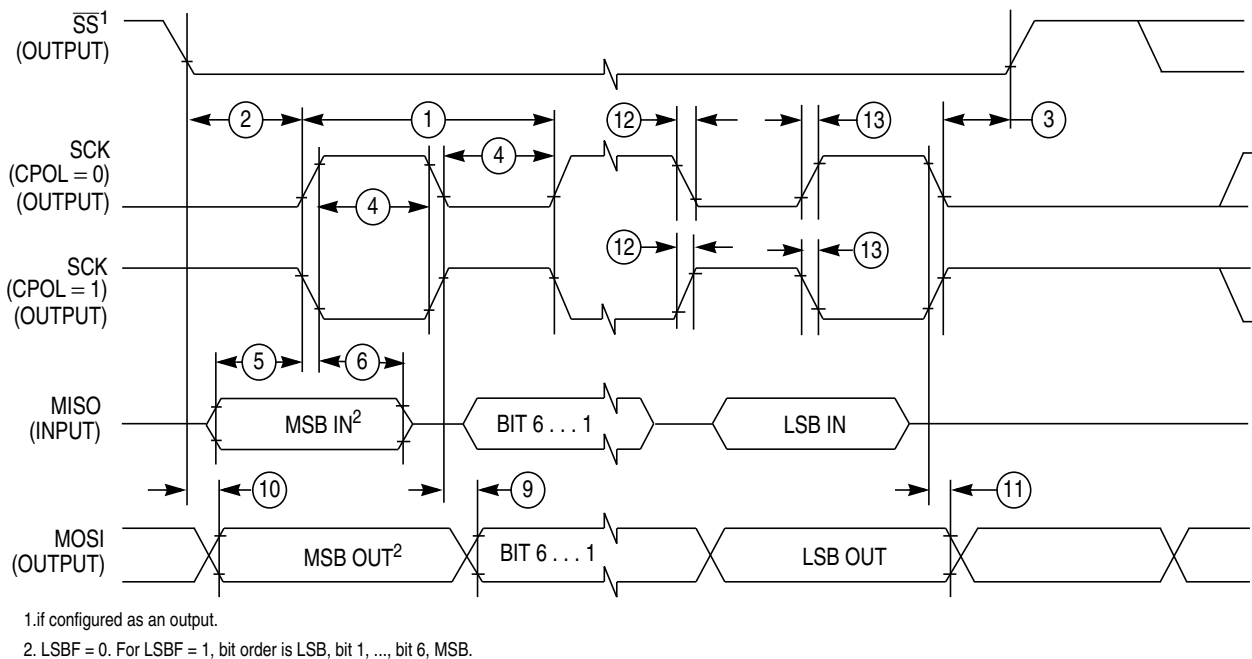 SS¹
(OUTPUT)
2
1
12
13
3
SCK
(CPOL = 0)
(OUTPUT)
4
4
12
13
SCK
(CPOL = 1)
(OUTPUT)
5
6
MISO
(INPUT)
MSB IN²
BIT 6 . . . 1
LSB IN
10
9
11
MOSI
(OUTPUT)
MSB OUT²
BIT 6 . . . 1
LSB OUT
1.if configured as an output.
2. LSBF = 0. For LSBF = 1, bit order is LSB, bit 1, ..., bit 6, MSB.